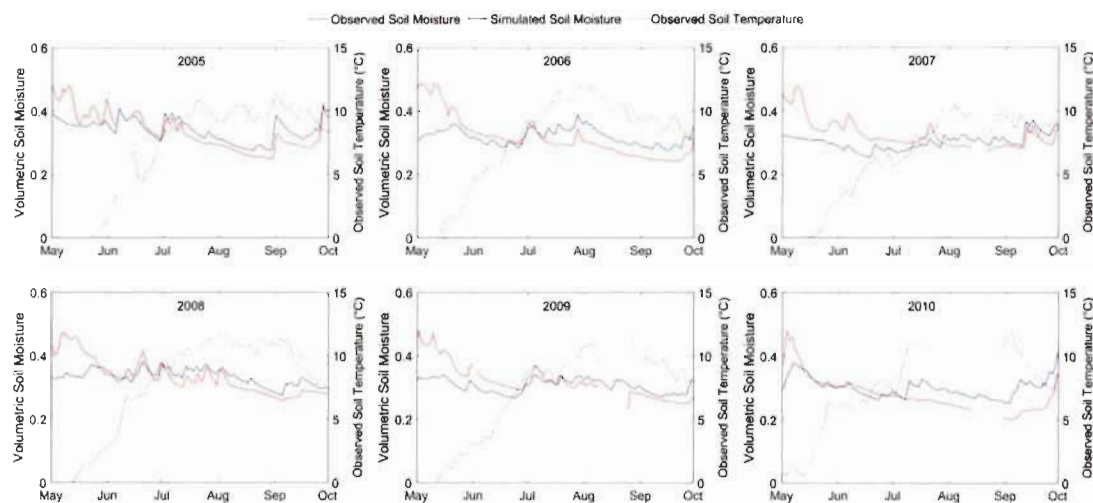 Observed Soil Moisture Simulated Soil Moisture Observed Soil Temperature
2005
Volumetric Soil Moisture
0.6
0.4
0.2
0
May Jun Jul Aug Sep Oct
15
10
5
0
Observed Soil Temperature (°C)
2006
Volumetric Soil Moisture
0.6
0.4
0.2
0
May Jun Jul Aug Sep Oct
15
10
5
0
Observed Soil Temperature (°C)
2007
Volumetric Soil Moisture
0.6
0.4
0.2
0
May Jun Jul Aug Sep Oct
15
10
5
0
Observed Soil Temperature (°C)
2008
Volumetric Soil Moisture
0.6
0.4
0.2
0
May Jun Jul Aug Sep Oct
15
10
5
0
Observed Soil Temperature (°C)
2009
Volumetric Soil Moisture
0.6
0.4
0.2
0
May Jun Jul Aug Sep Oct
15
10
5
0
Observed Soil Temperature (°C)
2010
Volumetric Soil Moisture
0.6
0.4
0.2
0
May Jun Jul Aug Sep Oct
15
10
5
0
Observed Soil Temperature (°C)